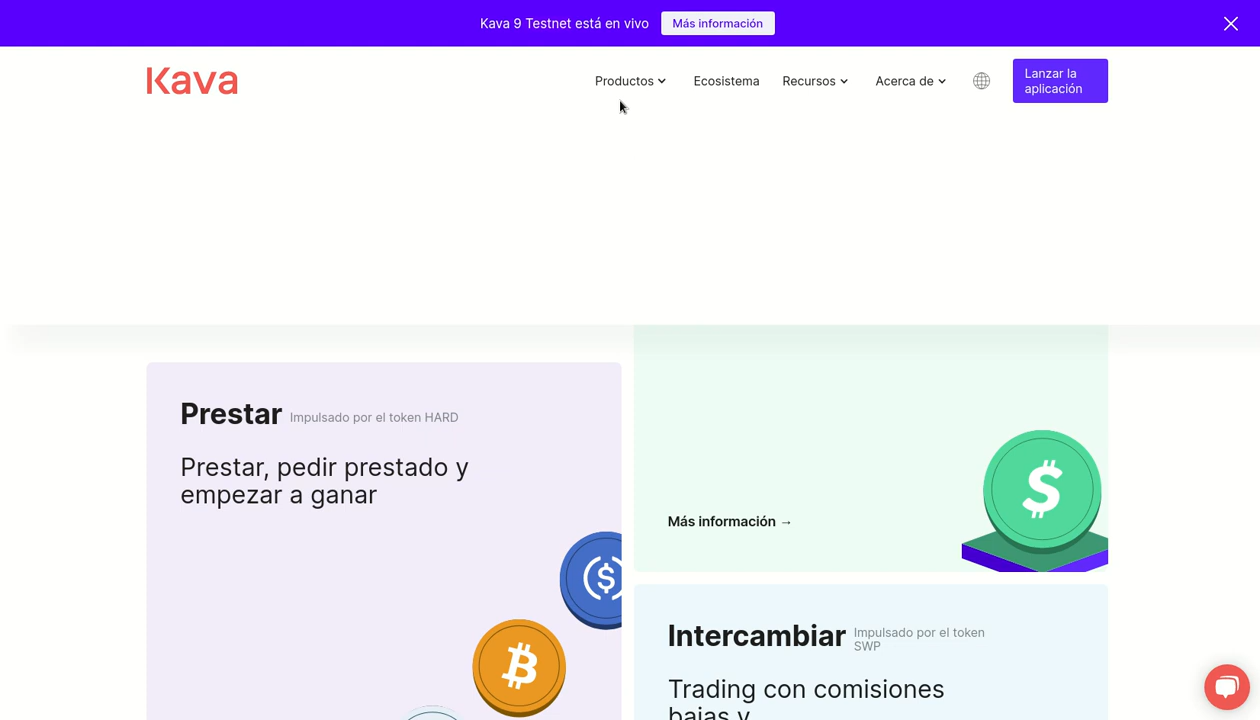 Kava 9 Testnet está en vivo Más información
Kava Productos Ecosistema Recursos Acerca de Lanzar la
aplicación
Prestar Impulsado por el token HARD
Prestar, pedir prestado y
empezar a ganar
Más información →
Intercambiar Impulsado por el token
SWP
Trading con comisiones
bajas y